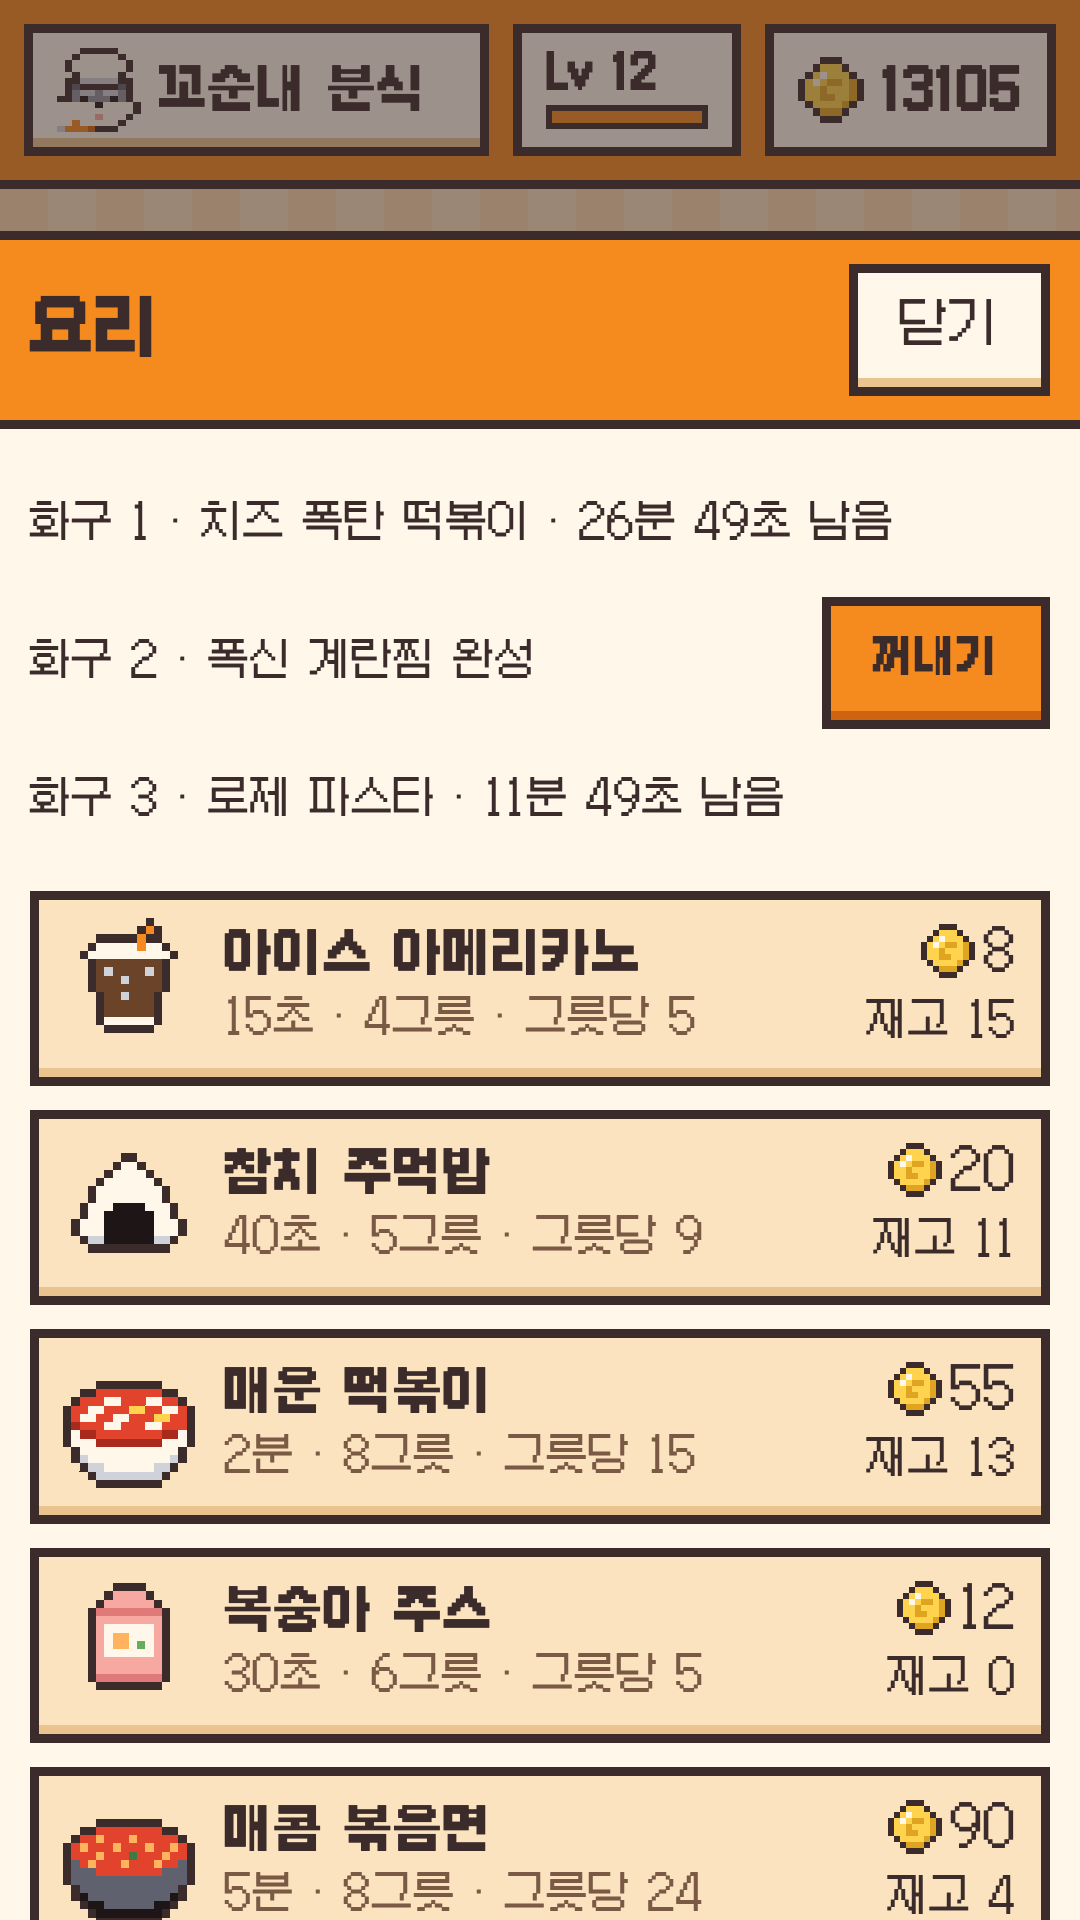 꼬순내 분식
Lv 12
13105
요리
닫기
화구 1 · 치즈 폭탄 떡볶이 · 26분 49초 남음
화구 2 · 폭신 계란찜 완성
꺼내기
화구 3 · 로제 파스타 · 11분 49초 남음
아이스 아메리카노
8
15초 · 4그릇 · 그릇당 5
재고 15
참치 주먹밥
20
40초 · 5그릇 · 그릇당 9
재고 11
매운 떡볶이
55
2분 · 8그릇 · 그릇당 15
재고 13
복숭아 주스
12
30초 · 6그릇 · 그릇당 5
재고 0
매콤 볶음면
90
5분 · 8그릇 · 그릇당 24
재고 4